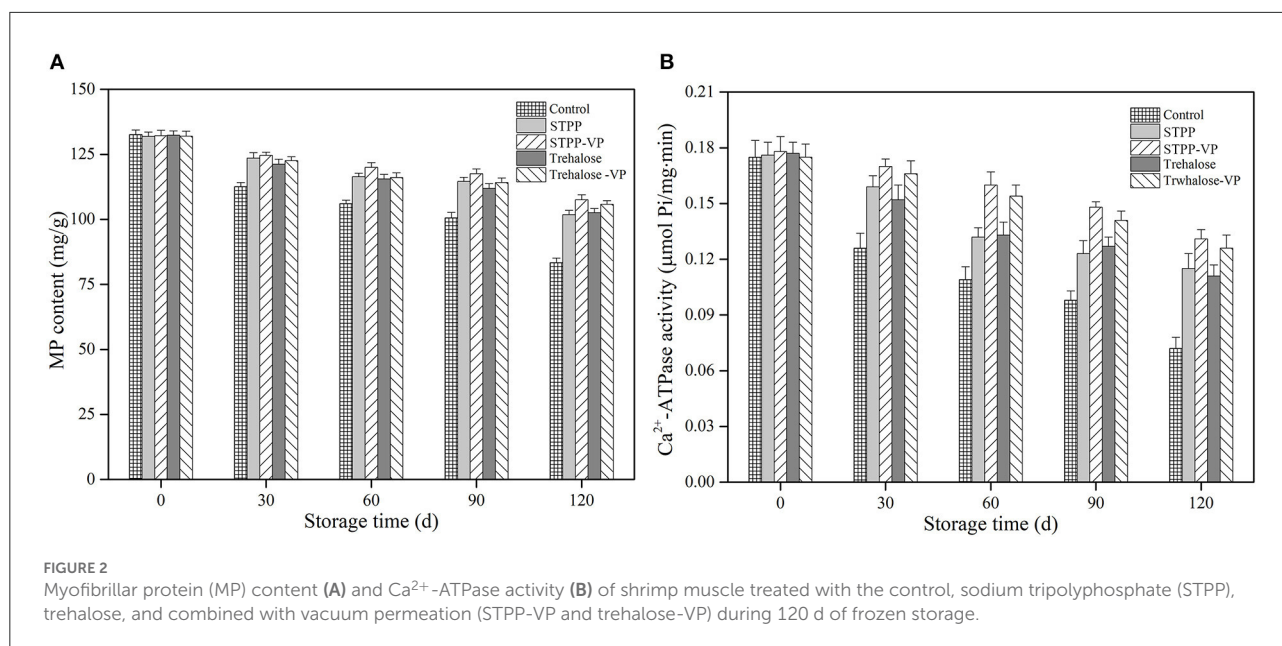 A
150
125
100
75
50
25
0
MP content (mg/g)
Control
STPP
STPP-VP
Trehalose
Trehalose -VP
0 30 60 90 120
Storage time (d)
B
0.21
0.18
0.15
0.12
0.09
0.06
0.03
0.00
Ca²⁺-ATPase activity (μmol Pi/mg·min)
Control
STPP
STPP-VP
Trehalose
Trwhalose-VP
0 30 60 90 120
Storage time (d)
FIGURE 2
Myofibrillar protein (MP) content (A) and Ca²⁺-ATPase activity (B) of shrimp muscle treated with the control, sodium tripolyphosphate (STPP),
trehalose, and combined with vacuum permeation (STPP-VP and trehalose-VP) during 120 d of frozen storage.